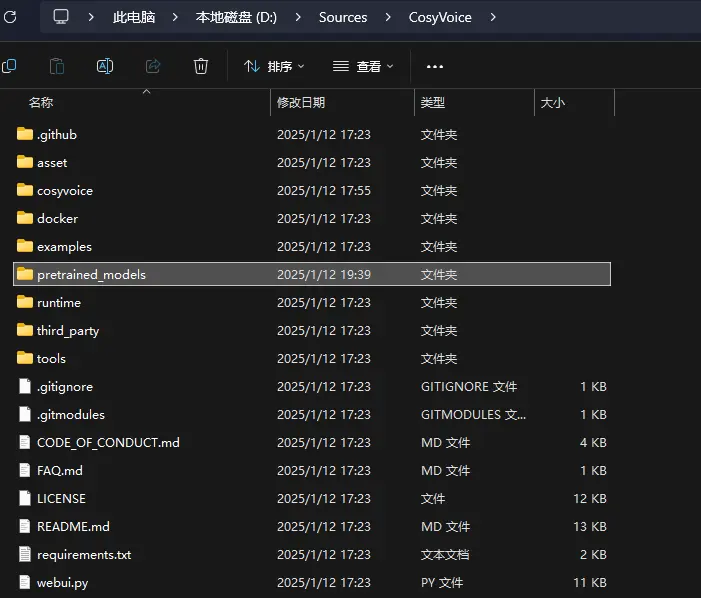 此电脑 本地磁盘 (D:) Sources CosyVoice
排序 查看
名称 修改日期 类型 大小
.github 2025/1/12 17:23 文件夹
asset 2025/1/12 17:23 文件夹
cosyvoice 2025/1/12 17:55 文件夹
docker 2025/1/12 17:23 文件夹
examples 2025/1/12 17:23 文件夹
pretrained_models 2025/1/12 19:39 文件夹
runtime 2025/1/12 17:23 文件夹
third_party 2025/1/12 17:23 文件夹
tools 2025/1/12 17:23 文件夹
.gitignore 2025/1/12 17:23 GITIGNORE 文件 1 KB
.gitmodules 2025/1/12 17:23 GITMODULES 文... 1 KB
CODE_OF_CONDUCT.md 2025/1/12 17:23 MD 文件 4 KB
FAQ.md 2025/1/12 17:23 MD 文件 1 KB
LICENSE 2025/1/12 17:23 文件 12 KB
README.md 2025/1/12 17:23 MD 文件 13 KB
requirements.txt 2025/1/12 17:23 文本文档 2 KB
webui.py 2025/1/12 17:23 PY 文件 11 KB